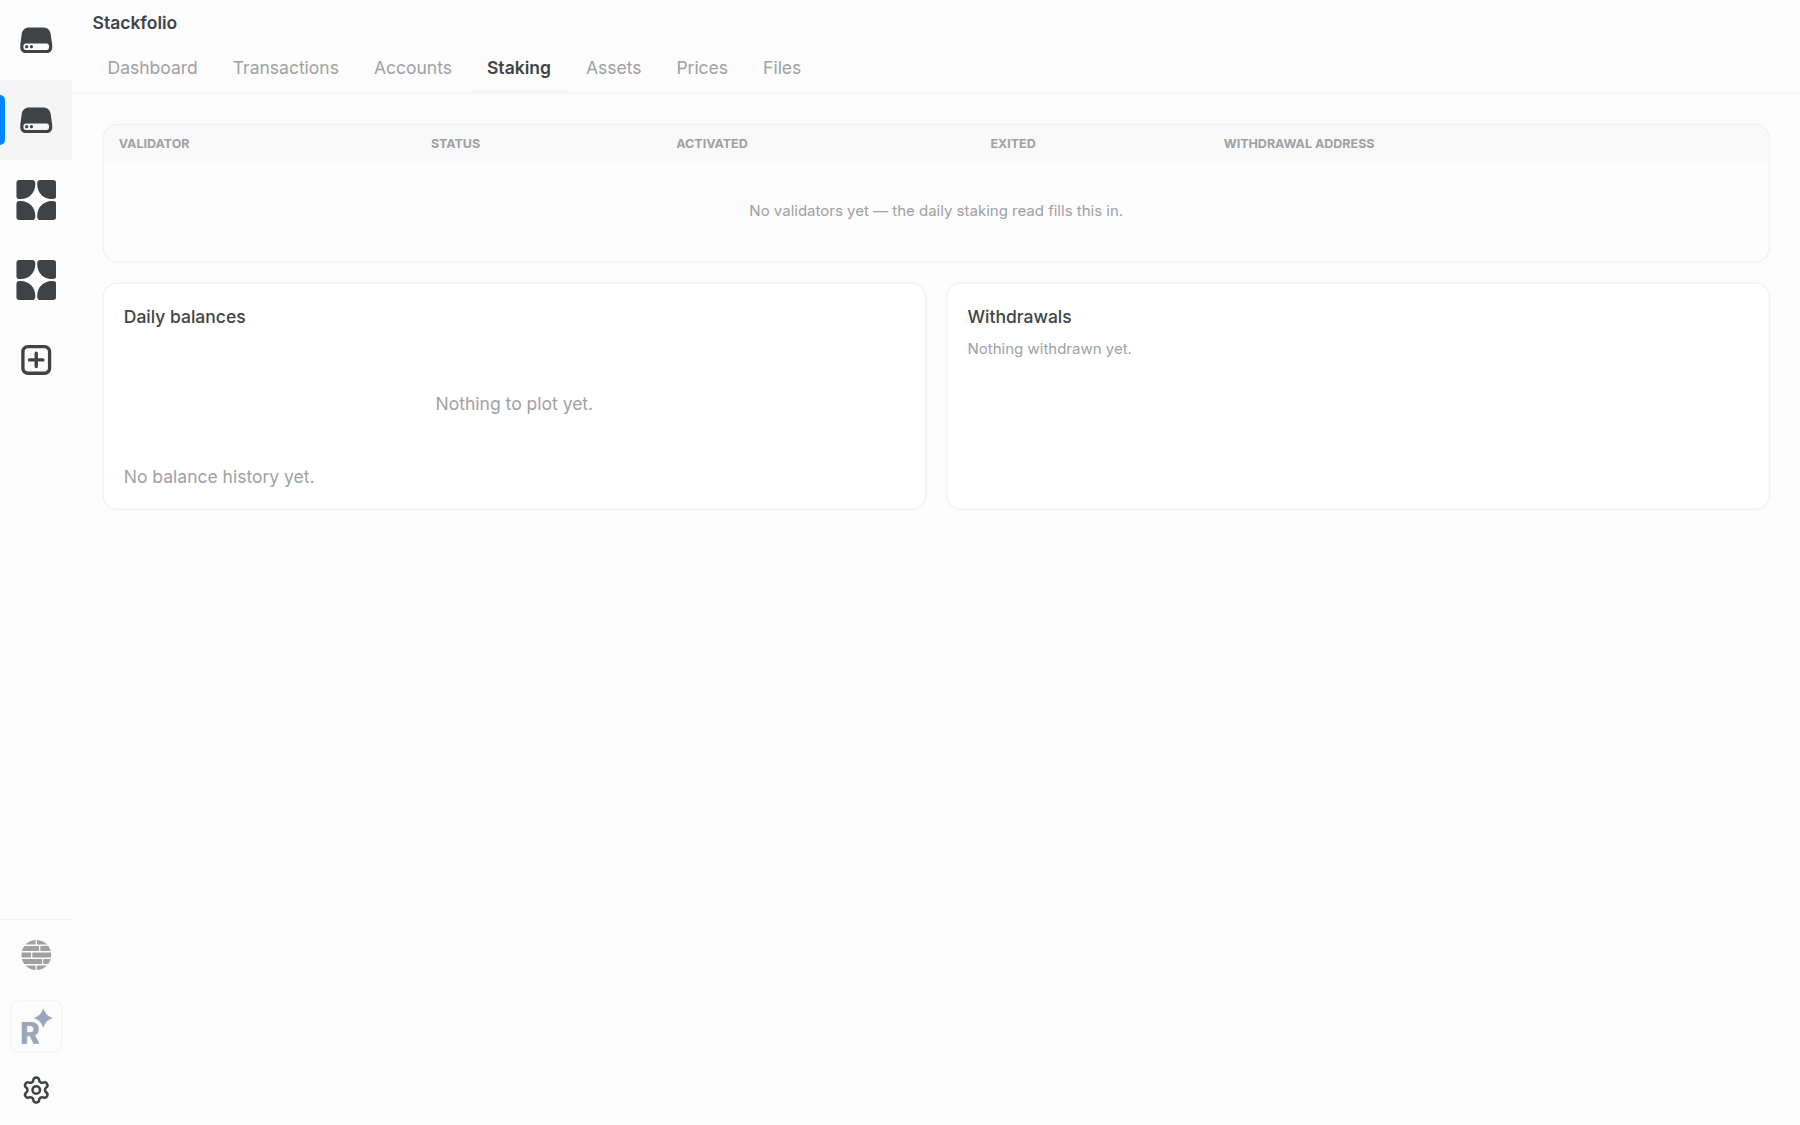 Stackfolio
Dashboard Transactions Accounts Staking Assets Prices Files
VALIDATOR STATUS ACTIVATED EXITED WITHDRAWAL ADDRESS
No validators yet — the daily staking read fills this in.
Daily balances
Nothing to plot yet.
No balance history yet.
Withdrawals
Nothing withdrawn yet.
R